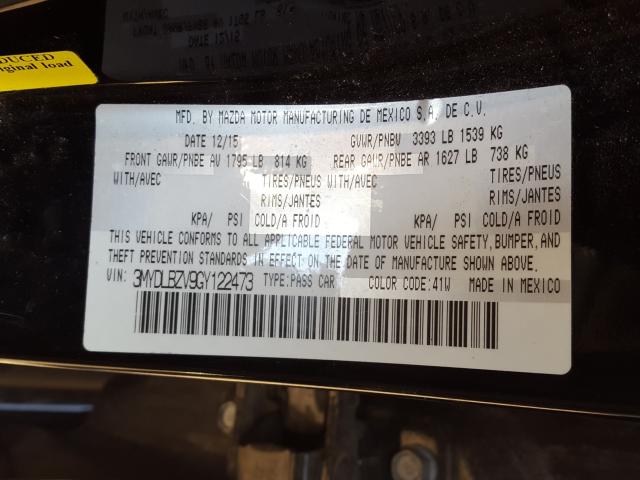 DUCED
iginal load
MFD. BY MAZDA MOTOR MANUFACTURING DE MEXICO S.A. DE C.V.
DATE 12/15 GVWR/PNBV 3393 LB 1539 KG
FRONT GAWR/PNBE AV 1795 LB 814 KG REAR GAWR/PNBE AR 1627 LB 738 KG
WITH/AVEC TIRES/PNEUS WITH/AVEC TIRES/PNEUS
RIMS/JANTES RIMS/JANTES
KPA/ PSI COLD/A FROID KPA/ PSI COLD/A FROID
THIS VEHICLE CONFORMS TO ALL APPLICABLE FEDERAL MOTOR VEHICLE SAFETY, BUMPER, AND
THEFT PREVENTION STANDARDS IN EFFECT ON THE DATE OF MANUFACTURE SHOWN ABOVE.
VIN: 3MYDLBZV9GY122473 TYPE:PASS CAR COLOR CODE:41W MADE IN MEXICO